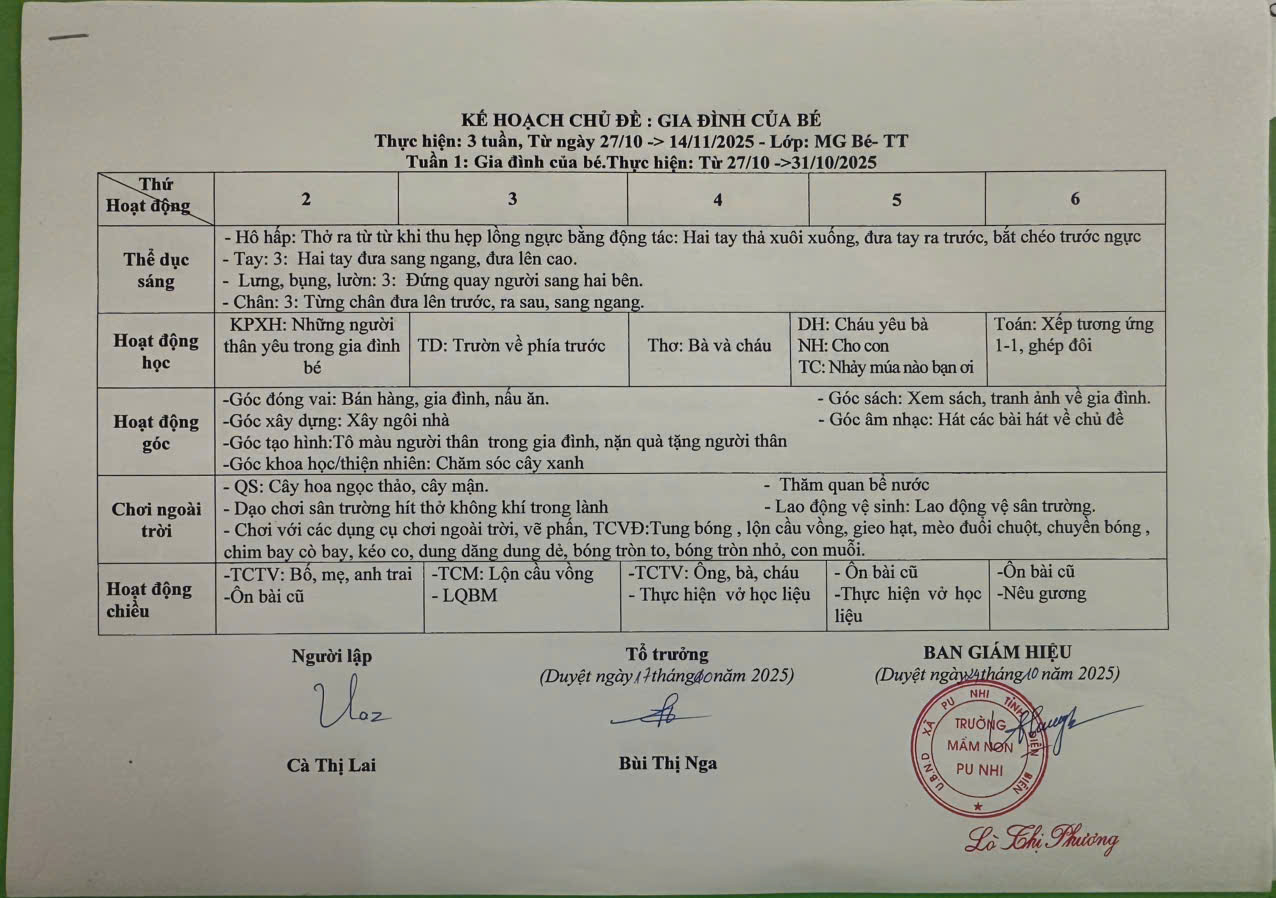 KẾ HOẠCH CHỦ ĐỀ : GIA ĐÌNH CỦA BÉ
Thực hiện: 3 tuần, Từ ngày 27/10 -> 14/11/2025 - Lớp: MG Bé- TT
Tuần 1: Gia đình của bé.Thực hiện: Từ 27/10 ->31/10/2025
Thứ
Hoạt động
2
3
4
5
6
Thể dục
sáng
- Hô hấp: Thở ra từ từ khi thu hẹp lồng ngực bằng động tác: Hai tay thả xuôi xuống, đưa tay ra trước, bắt chéo trước ngực
- Tay: 3: Hai tay đưa sang ngang, đưa lên cao.
- Lưng, bụng, lườn: 3: Đứng quay người sang hai bên.
- Chân: 3: Từng chân đưa lên trước, ra sau, sang ngang.
Hoạt động
học
KPXH: Những người
thân yêu trong gia đình
bé
TD: Trườn về phía trước
Thơ: Bà và cháu
DH: Cháu yêu bà
NH: Cho con
TC: Nhảy múa nào bạn ơi
Toán: Xếp tương ứng
1-1, ghép đôi
Hoạt động
góc
-Góc đóng vai: Bán hàng, gia đình, nấu ăn.
- Góc sách: Xem sách, tranh ảnh về gia đình.
-Góc xây dựng: Xây ngôi nhà
- Góc âm nhạc: Hát các bài hát về chủ đề
-Góc tạo hình:Tô màu người thân trong gia đình, nặn quà tặng người thân
-Góc khoa học/thiện nhiên: Chăm sóc cây xanh
Chơi ngoài
trời
- QS: Cây hoa ngọc thảo, cây mận.
- Thăm quan bể nước
- Dạo chơi sân trường hít thở không khí trong lành
- Lao động vệ sinh: Lao động vệ sân trường.
- Chơi với các dụng cụ chơi ngoài trời, vẽ phấn, TCVĐ:Tung bóng , lộn cầu vồng, gieo hạt, mèo đuổi chuột, chuyền bóng ,
chim bay cò bay, kéo co, dung dăng dung dẻ, bóng tròn to, bóng tròn nhỏ, con muỗi.
Hoạt động
chiều
-TCTV: Bố, mẹ, anh trai
-Ôn bài cũ
-TCM: Lộn cầu vồng
- LQBM
-TCTV: Ông, bà, cháu
- Thực hiện vở học liệu
- Ôn bài cũ
-Thực hiện vở học
liệu
-Ôn bài cũ
-Nêu gương
Người lập
Tổ trưởng
BAN GIÁM HIỆU
(Duyệt ngày 17 tháng 10 năm 2025)
(Duyệt ngày 24 tháng 10 năm 2025)
U.B.N.D XÃ PU NHI TỈNH ĐIỆN BIÊN
TRƯỜNG
MẦM NON
PU NHI
Cà Thị Lai
Bùi Thị Nga
Lò Thị Phương